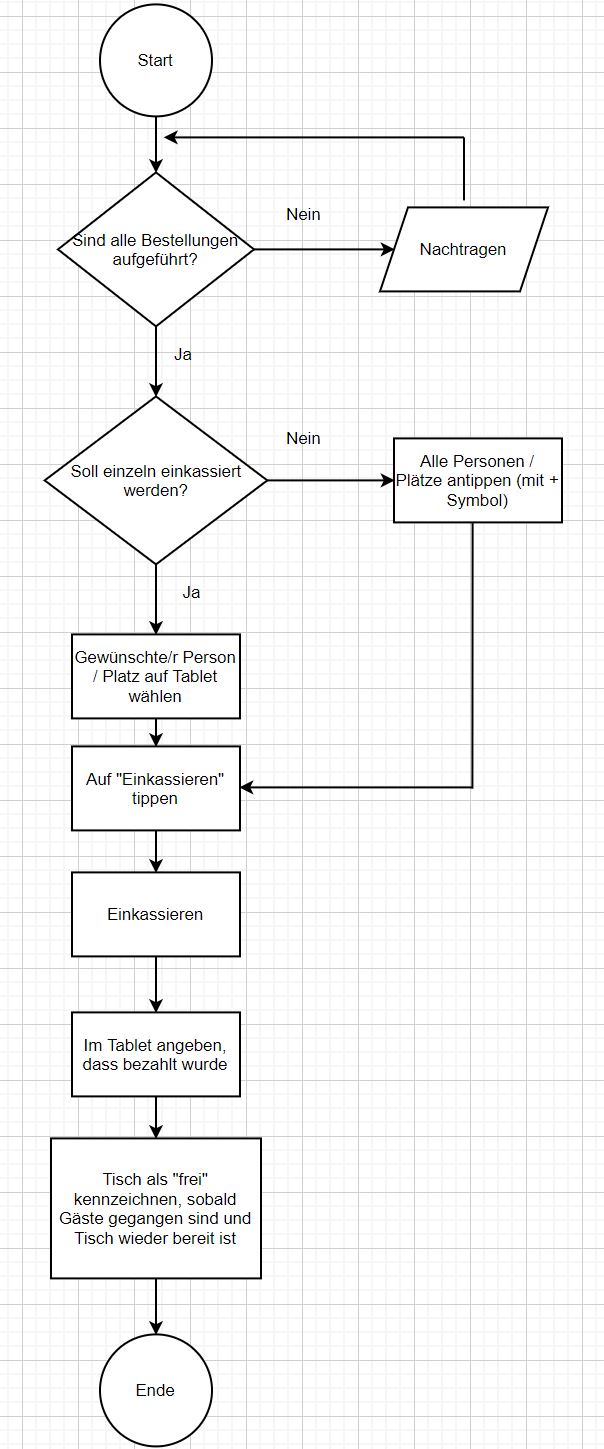 Start
Nein
Sind alle Bestellungen
aufgeführt?
Nachtragen
Ja
Nein
Soll einzeln einkassiert
werden?
Alle Personen /
Plätze antippen (mit +
Symbol)
Ja
Gewünschte/r Person
/ Platz auf Tablet
wählen
Auf "Einkassieren"
tippen
Einkassieren
Im Tablet angeben,
dass bezahlt wurde
Tisch als "frei"
kennzeichnen, sobald
Gäste gegangen sind und
Tisch wieder bereit ist
Ende